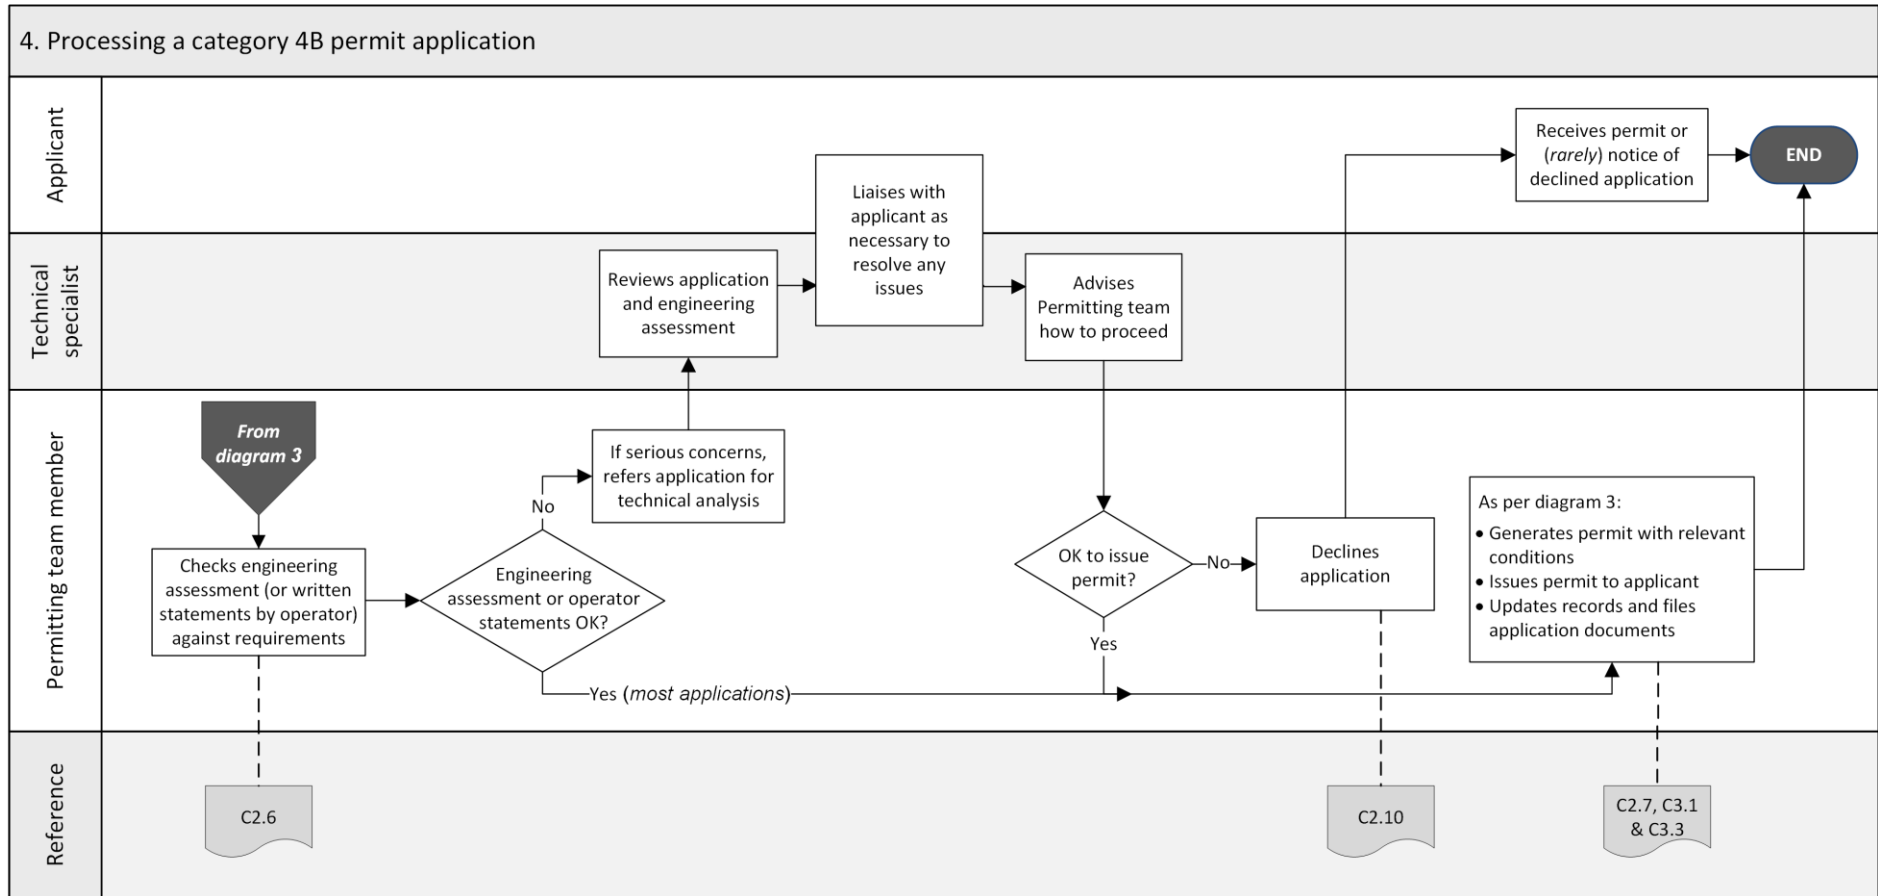 4. Processing a category 4B permit application
Applicant
Receives permit or
(rarely) notice of
declined application
END
Liaises with
applicant as
necessary to
resolve any
issues
Technical
specialist
Reviews application
and engineering
assessment
Advises
Permitting team
how to proceed
Permitting team member
From
diagram 3
Checks engineering
assessment (or written
statements by operator)
against requirements
Engineering
assessment or operator
statements OK?
No
If serious concerns,
refers application for
technical analysis
Yes (most applications)
OK to issue
permit?
No
Yes
Declines
application
As per diagram 3:
• Generates permit with relevant
conditions
• Issues permit to applicant
• Updates records and files
application documents
Reference
C2.6
C2.10
C2.7, C3.1
& C3.3